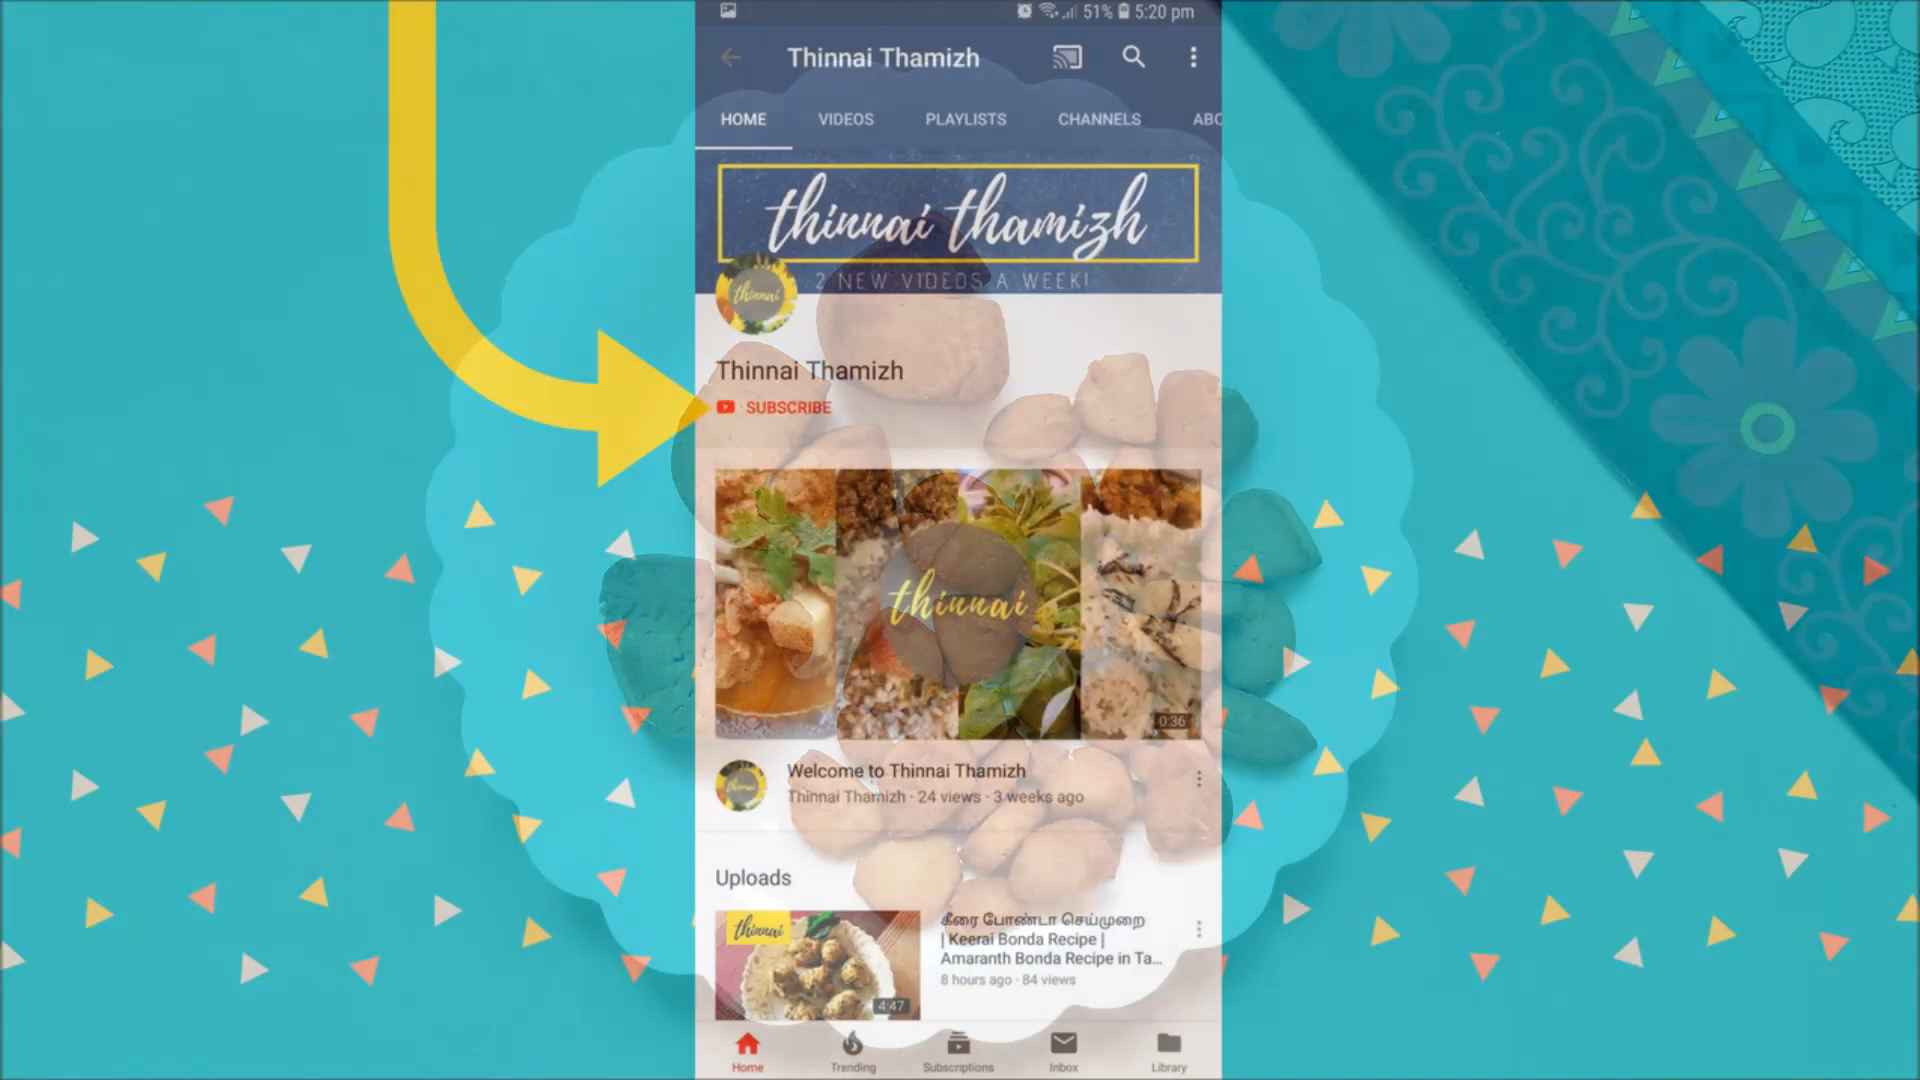 51% 5:20 pm
Thinnai Thamizh
HOME VIDEOS PLAYLISTS CHANNELS ABO
thinnai thamizh
2 NEW VIDEOS A WEEK!
thinnai
Thinnai Thamizh
SUBSCRIBE
thinnai
0:36
thinnai
Welcome to Thinnai Thamizh
Thinnai Thamizh · 24 views · 3 weeks ago
Uploads
thinnai
4:47
கீரை போண்டா செய்முறை
| Keerai Bonda Recipe |
Amaranth Bonda Recipe in Ta...
8 hours ago · 84 views
Home Trending Subscriptions Inbox Library